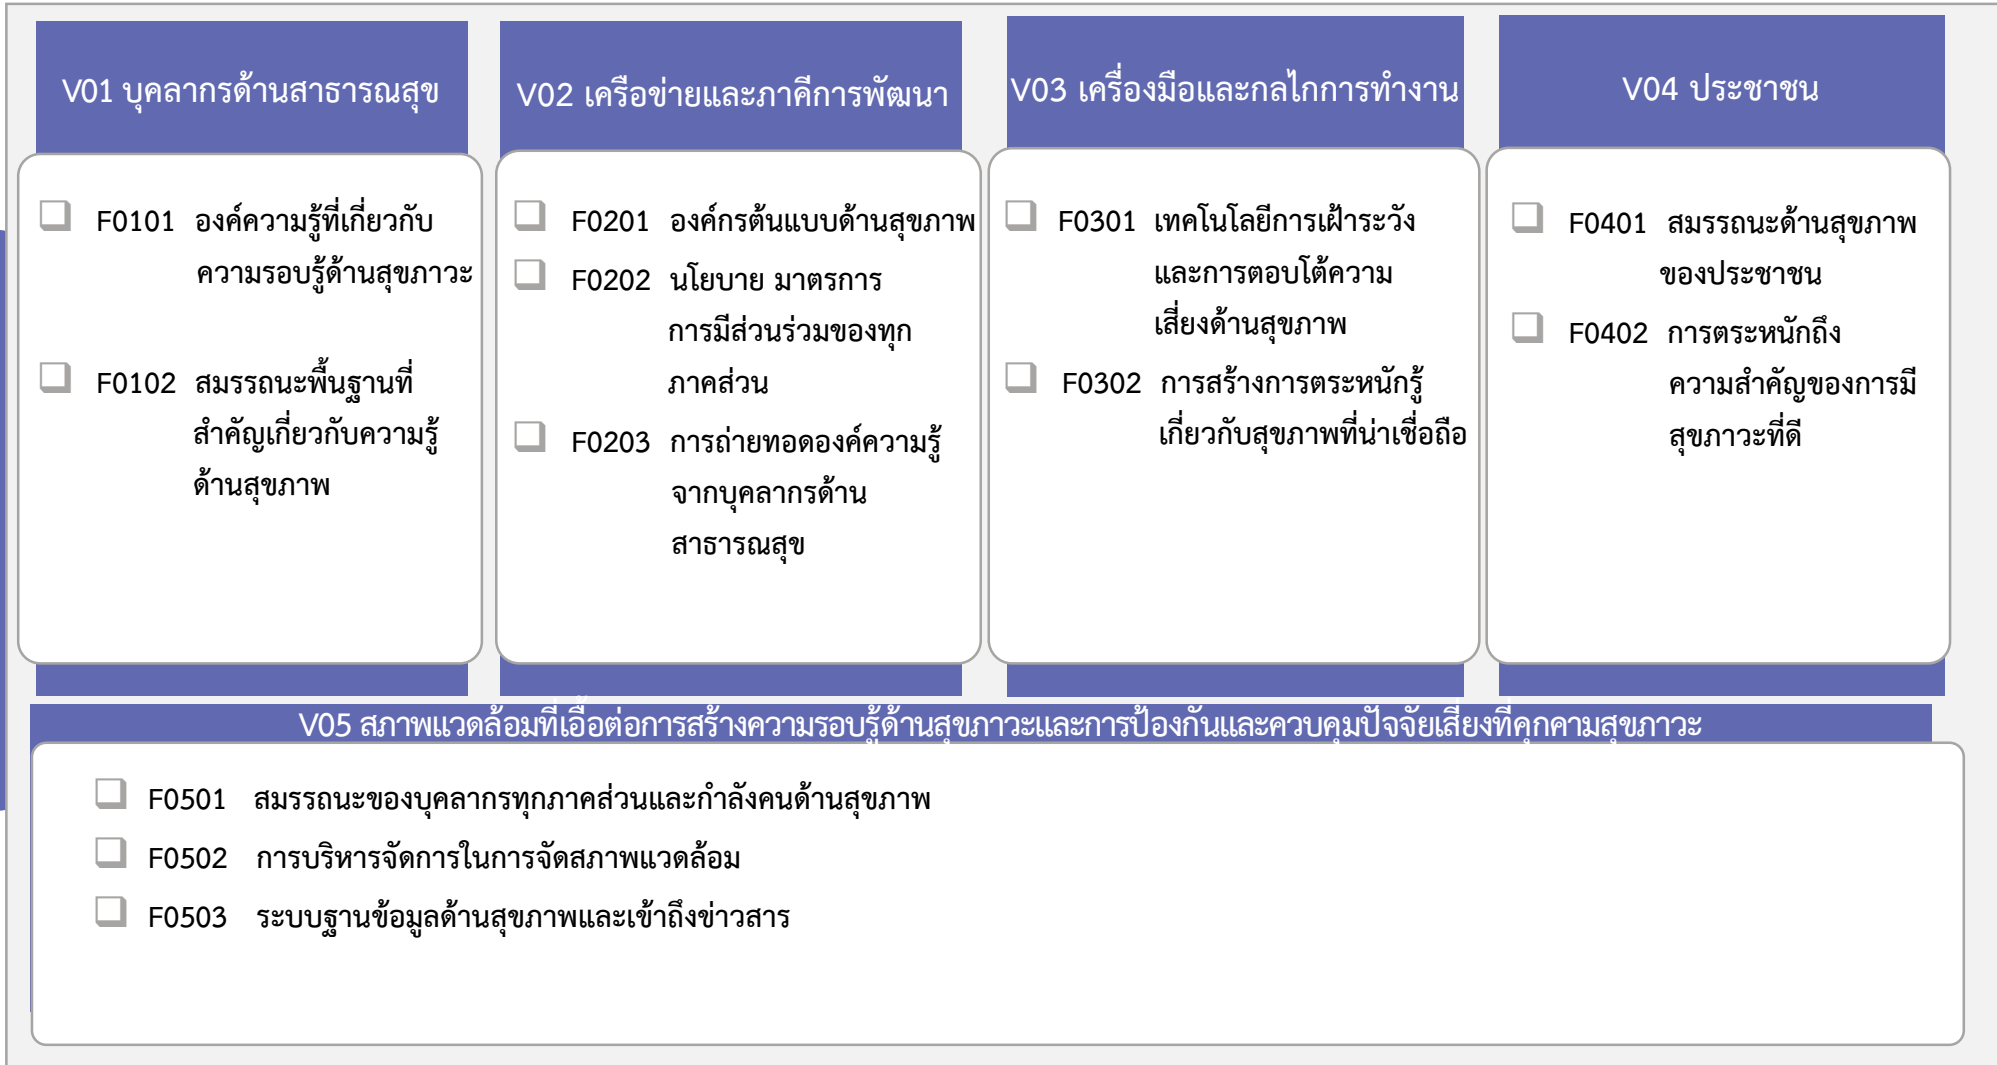 V01 บุคลากรด้านสาธารณสุข
F0101 องค์ความรู้ที่เกี่ยวกับ
ความรอบรู้ด้านสุขภาวะ
F0102 สมรรถนะพื้นฐานที่
สำคัญเกี่ยวกับความรู้
ด้านสุขภาพ
V02 เครือข่ายและภาคีการพัฒนา
F0201 องค์กรต้นแบบด้านสุขภาพ
F0202 นโยบาย มาตรการ
การมีส่วนร่วมของทุก
ภาคส่วน
F0203 การถ่ายทอดองค์ความรู้
จากบุคลากรด้าน
สาธารณสุข
V03 เครื่องมือและกลไกการทำงาน
F0301 เทคโนโลยีการเฝ้าระวัง
และการตอบโต้ความ
เสี่ยงด้านสุขภาพ
F0302 การสร้างการตระหนักรู้
เกี่ยวกับสุขภาพที่น่าเชื่อถือ
V04 ประชาชน
F0401 สมรรถนะด้านสุขภาพ
ของประชาชน
F0402 การตระหนักถึง
ความสำคัญของการมี
สุขภาวะที่ดี
V05 สภาพแวดล้อมที่เอื้อต่อการสร้างความรอบรู้ด้านสุขภาวะและการป้องกันและควบคุมปัจจัยเสี่ยงที่คุกคามสุขภาวะ
F0501 สมรรถนะของบุคลากรทุกภาคส่วนและกำลังคนด้านสุขภาพ
F0502 การบริหารจัดการในการจัดสภาพแวดล้อม
F0503 ระบบฐานข้อมูลด้านสุขภาพและเข้าถึงข่าวสาร